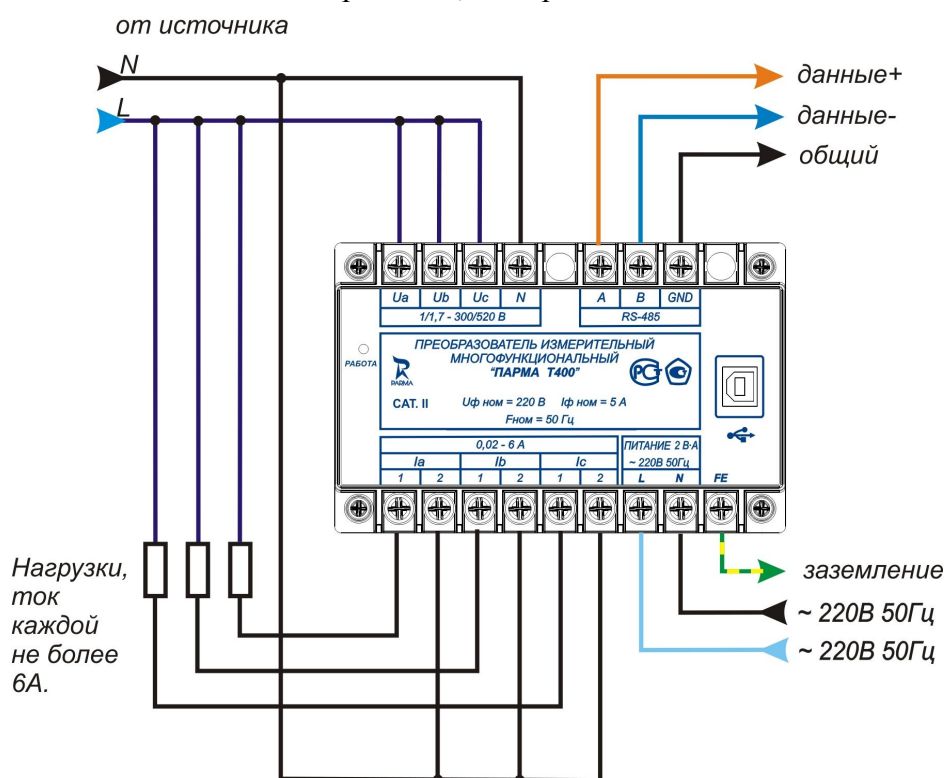 от источника
N
L
данные+
данные-
общий
Ua Ub Uc N
1/1,7 - 300/520 В
A B GND
RS-485
РАБОТА
ПРЕОБРАЗОВАТЕЛЬ ИЗМЕРИТЕЛЬНЫЙ
МНОГОФУНКЦИОНАЛЬНЫЙ
"ПАРМА Т400"
PARMA
САТ. II
Uф ном = 220 В Iф ном = 5 А
Fном = 50 Гц
0,02 - 6 А
Ia Ib Ic
1 2 1 2 1 2
ПИТАНИЕ 2 В·А
~ 220В 50Гц
L N FE
Нагрузки,
ток
каждой
не более
6А.
заземление
~ 220В 50Гц
~ 220В 50Гц